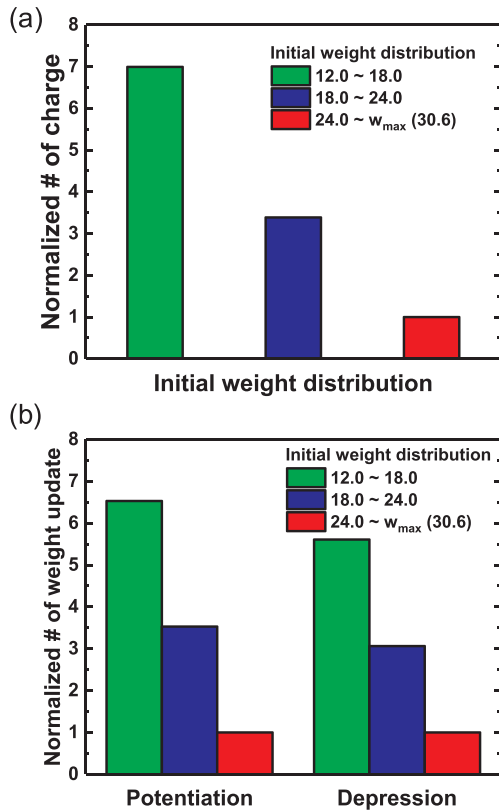 (a)
8
7
6
5
4
3
2
1
0
Normalized # of charge
Initial weight distribution
12.0 ~ 18.0
18.0 ~ 24.0
24.0 ~ wmax (30.6)
Initial weight distribution
(b)
8
7
6
5
4
3
2
1
0
Normalized # of weight update
Initial weight distribution
12.0 ~ 18.0
18.0 ~ 24.0
24.0 ~ wmax (30.6)
Potentiation Depression